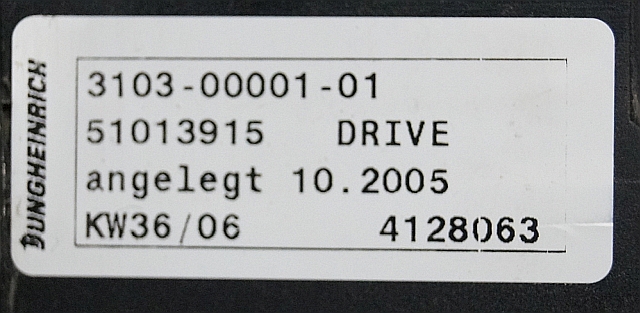 JUNGHEINRICH
3103-00001-01
51013915 DRIVE
angelegt 10.2005
KW36/06 4128063